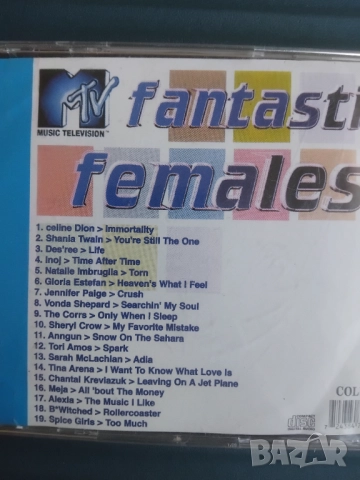 MTV
MUSIC TELEVISION™
fantasti
females
1. celine Dion > Immortality
2. Shania Twain > You're Still The One
3. Des'ree > Life
4. Inoj > Time After Time
5. Natalie Imbruglia > Torn
6. Gloria Estefan > Heaven's What I Feel
7. Jennifer Paige > Crush
8. Vonda Shepard > Searchin' My Soul
9. The Corrs > Only When I Sleep
10. Sheryl Crow > My Favorite Mistake
11. Anngun > Snow On The Sahara
12. Tori Amos > Spark
13. Sarah McLachlan > Adia
14. Tina Arena > I Want To Know What Love Is
15. Chantal Kreviazuk > Leaving On A Jet Plane
16. Meja > All 'bout The Money
17. Alexia > The Music I Like
18. B*Witched > Rollercoaster
19. Spice Girls > Too Much
COL
bazar.bg